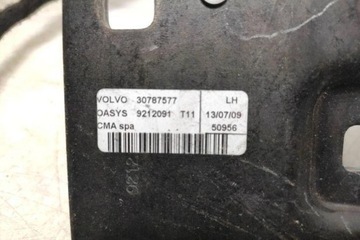 VOLVO 30787577 LH
OASYS 9212091 T11 13/07/09
CMA spa 50956